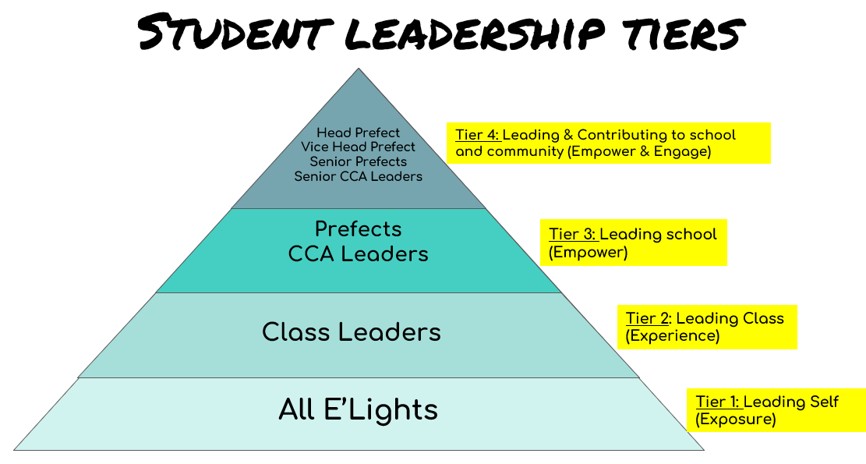 STUDENT LEADERSHIP TIERS
Head Prefect
Vice Head Prefect
Senior Prefects
Senior CCA Leaders
Tier 4: Leading & Contributing to school
and community (Empower & Engage)
Prefects
CCA Leaders
Tier 3: Leading school
(Empower)
Class Leaders
Tier 2: Leading Class
(Experience)
All E'Lights
Tier 1: Leading Self
(Exposure)